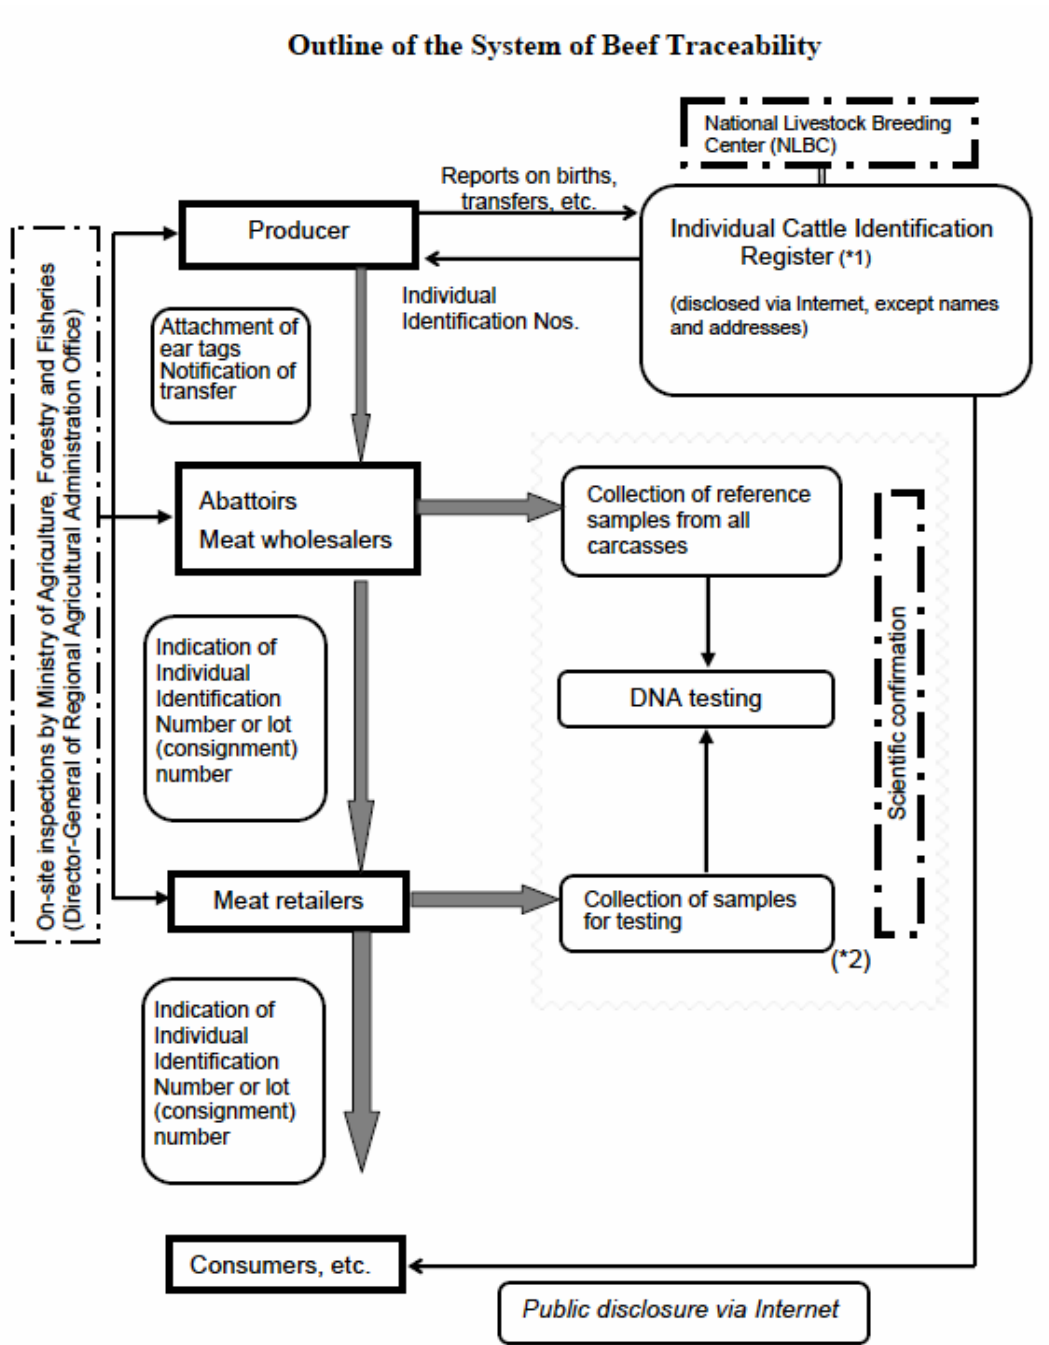 Outline of the System of Beef Traceability
National Livestock Breeding
Center (NLBC)
Reports on births,
transfers, etc.
Producer
Individual Cattle Identification
Register (*1)
(disclosed via Internet, except names
and addresses)
Individual
Identification Nos.
On-site inspections by Ministry of Agriculture, Forestry and Fisheries
(Director-General of Regional Agricultural Administration Office)
Attachment of
ear tags
Notification of
transfer
Abattoirs
Meat wholesalers
Collection of reference
samples from all
carcasses
Scientific confirmation
Indication of
Individual
Identification
Number or lot
(consignment)
number
DNA testing
Meat retailers
Collection of samples
for testing
(*2)
Indication of
Individual
Identification
Number or lot
(consignment)
number
Consumers, etc.
Public disclosure via Internet